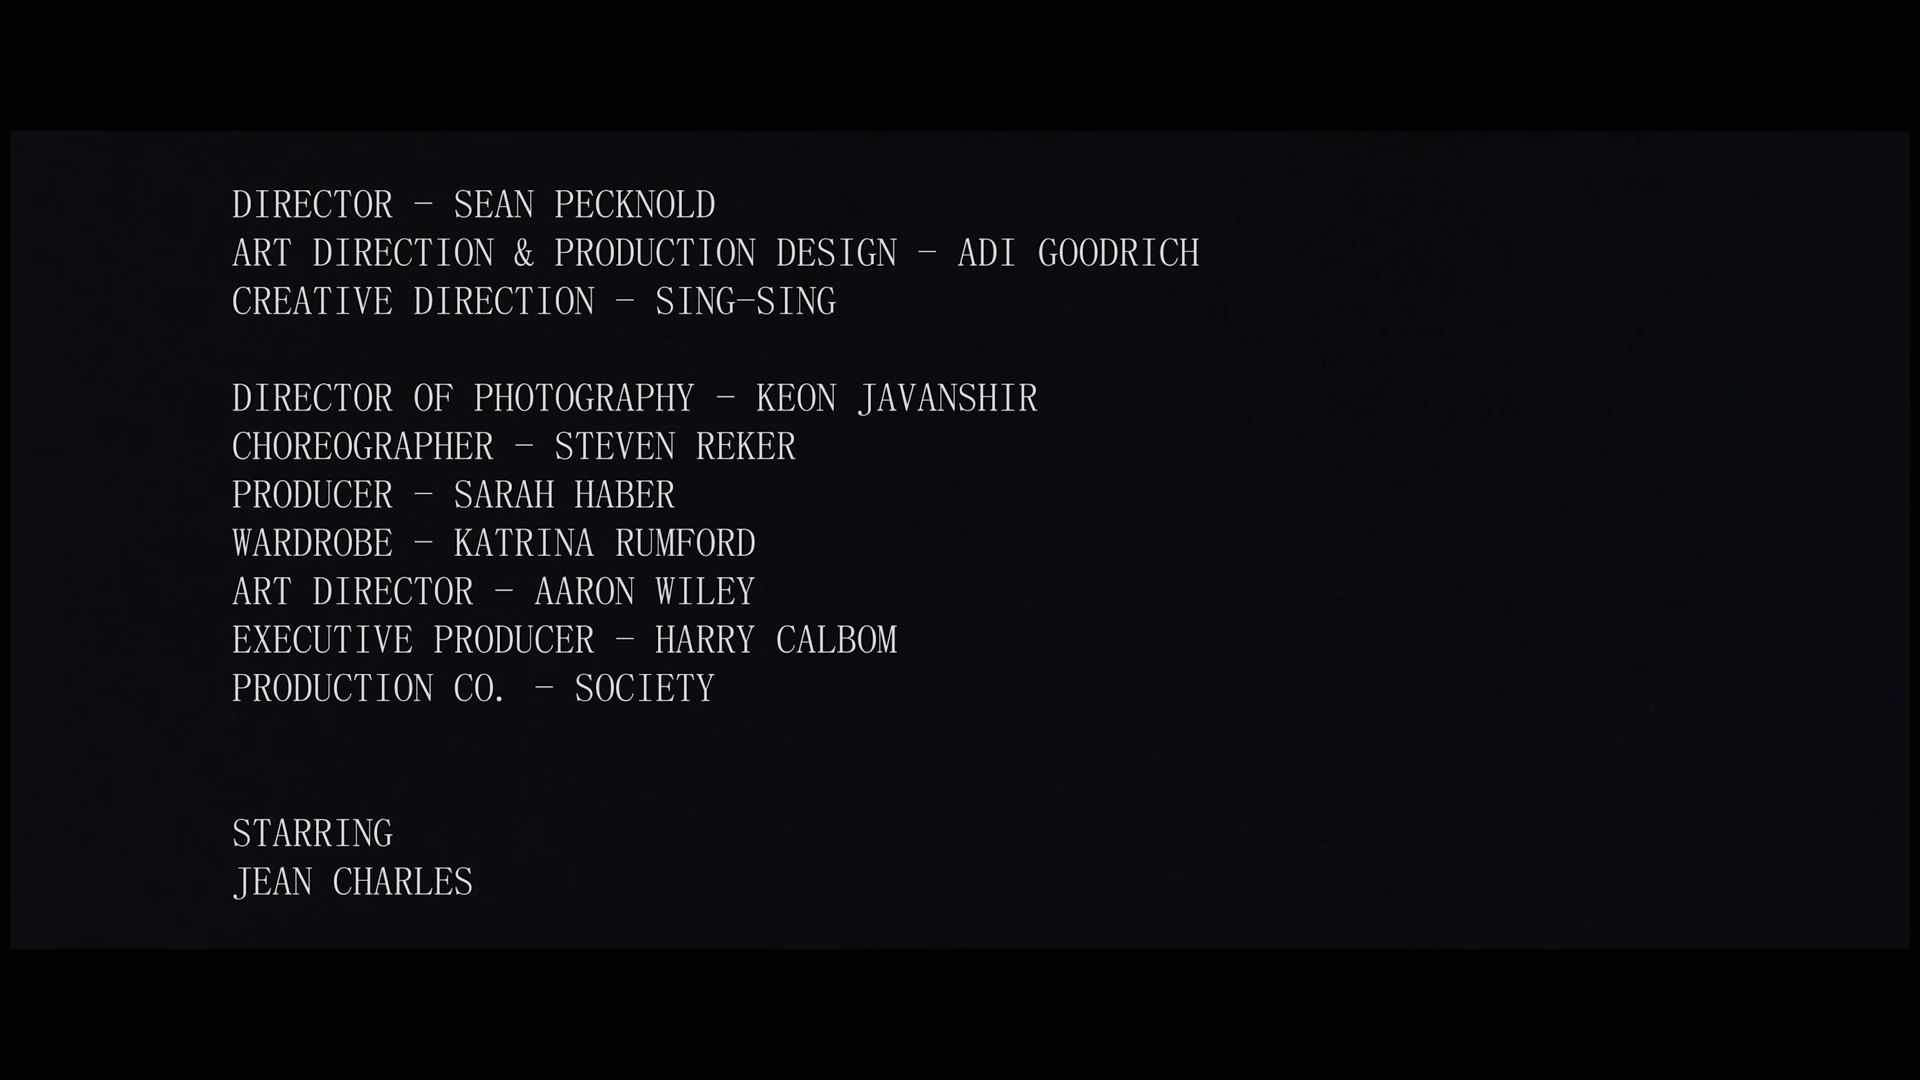 DIRECTOR – SEAN PECKNOLD
ART DIRECTION & PRODUCTION DESIGN – ADI GOODRICH
CREATIVE DIRECTION – SING-SING
DIRECTOR OF PHOTOGRAPHY – KEON JAVANSHIR
CHOREOGRAPHER – STEVEN REKER
PRODUCER – SARAH HABER
WARDROBE – KATRINA RUMFORD
ART DIRECTOR – AARON WILEY
EXECUTIVE PRODUCER – HARRY CALBOM
PRODUCTION CO. – SOCIETY
STARRING
JEAN CHARLES